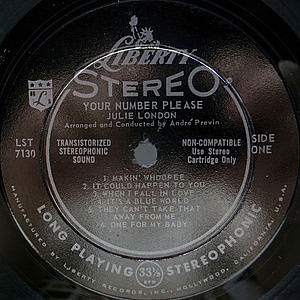 LIBERTY
STEREO
YOUR NUMBER PLEASE
JULIE LONDON
Arranged and Conducted by André Previn
LST
7130
TRANSISTORIZED
STEREOPHONIC
SOUND
NON-COMPATIBLE
Use Stereo
Cartridge Only
SIDE
ONE
1. MAKIN' WHOOPEE
2. IT COULD HAPPEN TO YOU
3. WHEN I FALL IN LOVE
4. IT'S A BLUE WORLD
5. THEY CAN'T TAKE THAT
AWAY FROM ME
6. ONE FOR MY BABY
LONG PLAYING 33⅓ RPM STEREOPHONIC
MANUFACTURED BY LIBERTY RECORDS, INC., HOLLYWOOD, CALIFORNIA, U.S.A.